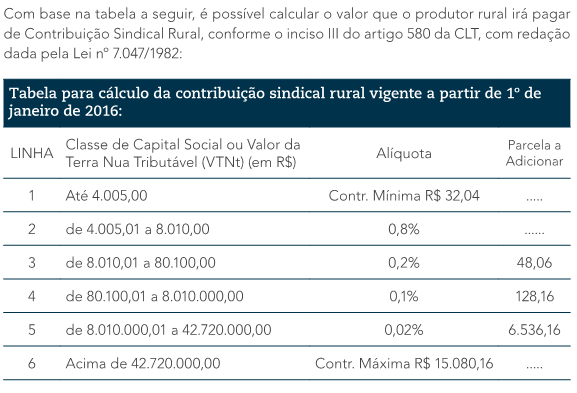 Com base na tabela a seguir, é possível calcular o valor que o produtor rural irá pagar
de Contribuição Sindical Rural, conforme o inciso III do artigo 580 da CLT, com redação
dada pela Lei nº 7.047/1982:
Tabela para cálculo da contribuição sindical rural vigente a partir de 1º de
janeiro de 2016:
LINHA Classe de Capital Social ou Valor da Terra Nua Tributável (VTNt) (em R$) Alíquota Parcela a Adicionar
1 Até 4.005,00 Contr. Mínima R$ 32,04 .....
2 de 4.005,01 a 8.010,00 0,8% ......
3 de 8.010,01 a 80.100,00 0,2% 48,06
4 de 80.100,01 a 8.010.000,00 0,1% 128,16
5 de 8.010.000,01 a 42.720.000,00 0,02% 6.536,16
6 Acima de 42.720.000,00 Contr. Máxima R$ 15.080,16 .....